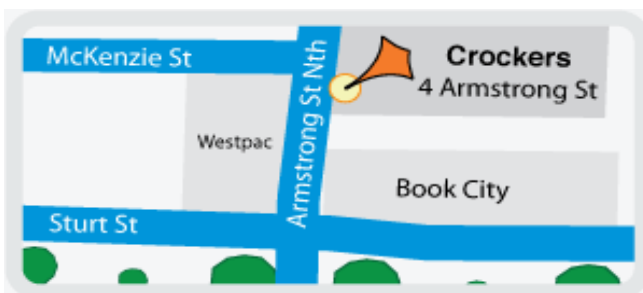 McKenzie St
Armstrong St Nth
Crockers
4 Armstrong St
Westpac
Book City
Sturt St